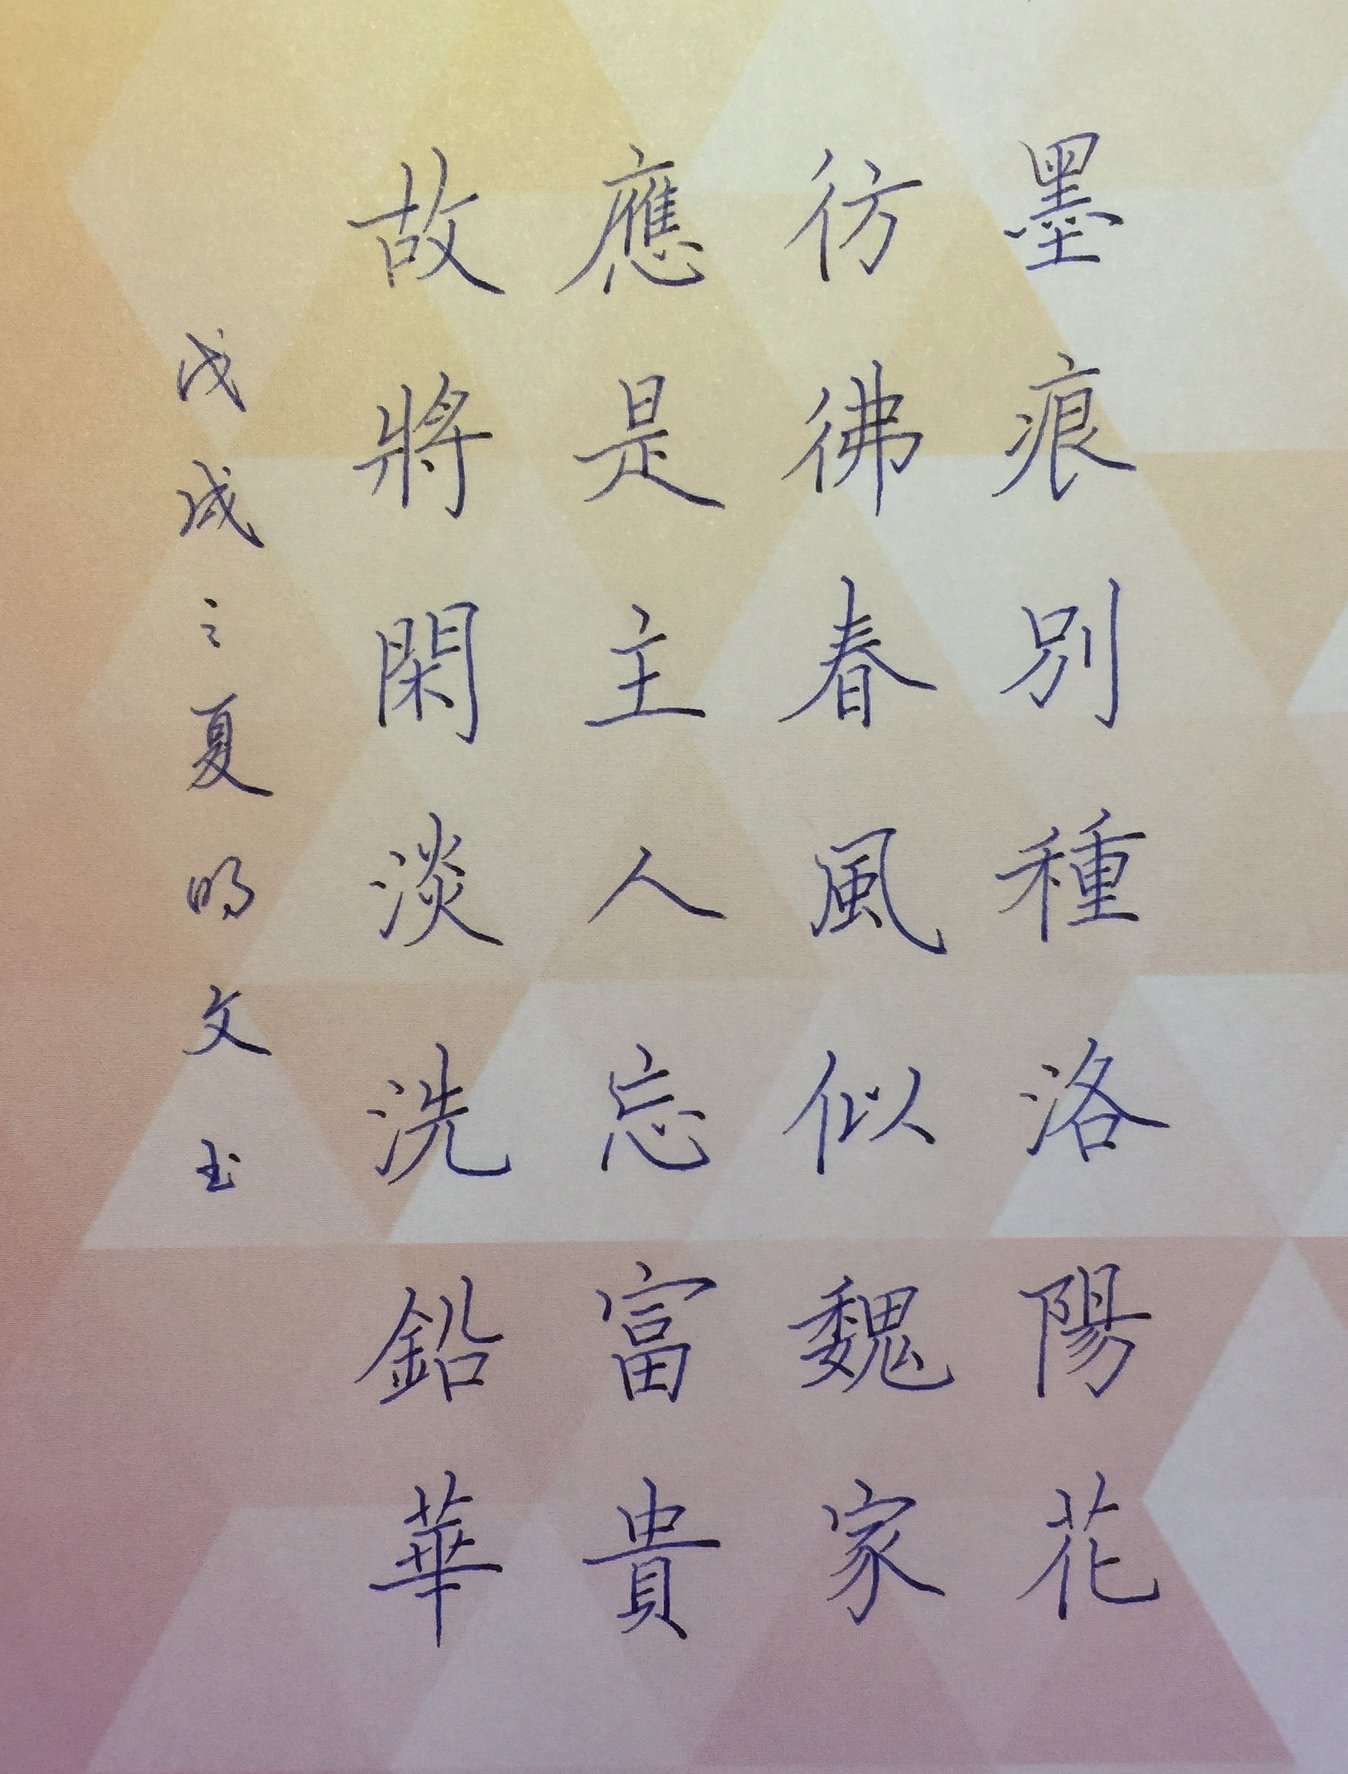 墨痕別種洛陽花
彷彿春風似魏家
應是主人忘富貴
故將閑淡洗鉛華
戊戌之夏明文书